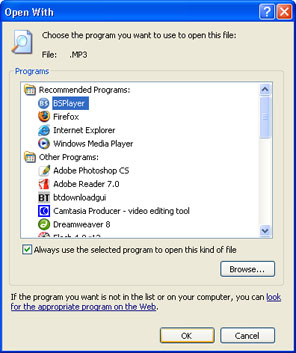 Open With
Choose the program you want to use to open this file:
File: .MP3
Programs
Recommended Programs:
BS BSPlayer
Firefox
Internet Explorer
Windows Media Player
Other Programs:
Adobe Photoshop CS
Adobe Reader 7.0
BT btdownloadgui
Camtasia Producer - video editing tool
Dreamweaver 8
Always use the selected program to open this kind of file
Browse...
If the program you want is not in the list or on your computer, you can look
for the appropriate program on the Web.
OK Cancel